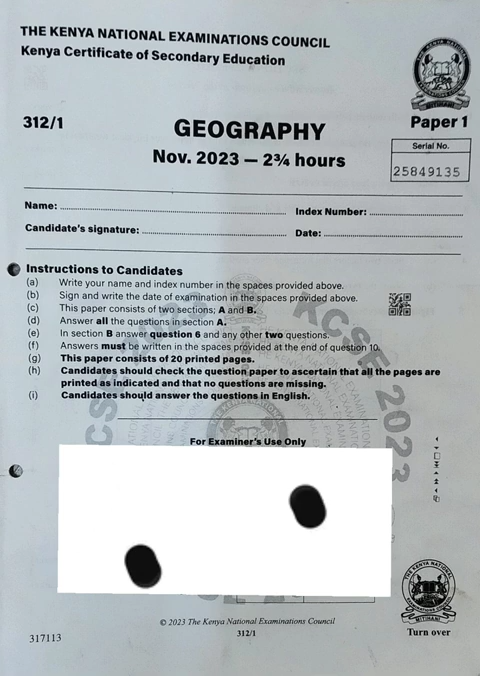 THE KENYA NATIONAL EXAMINATIONS COUNCIL
Kenya Certificate of Secondary Education
THE KENYA NATIONAL
MITIHANI
312/1
GEOGRAPHY
Paper 1
Nov. 2023 — 2¾ hours
Serial No.
25849135
Name:
Index Number:
Candidate's signature:
Date:
Instructions to Candidates
(a) Write your name and index number in the spaces provided above.
(b) Sign and write the date of examination in the spaces provided above.
(c) This paper consists of two sections; A and B.
(d) Answer all the questions in section A.
(e) In section B answer question 6 and any other two questions.
(f) Answers must be written in the spaces provided at the end of question 10.
(g) This paper consists of 20 printed pages.
(h) Candidates should check the question paper to ascertain that all the pages are
printed as indicated and that no questions are missing.
(i) Candidates should answer the questions in English.
KCSE 2023
For Examiner's Use Only
THE KENYA NATIONAL
MITIHANI
© 2023 The Kenya National Examinations Council
312/1
317113
Turn over